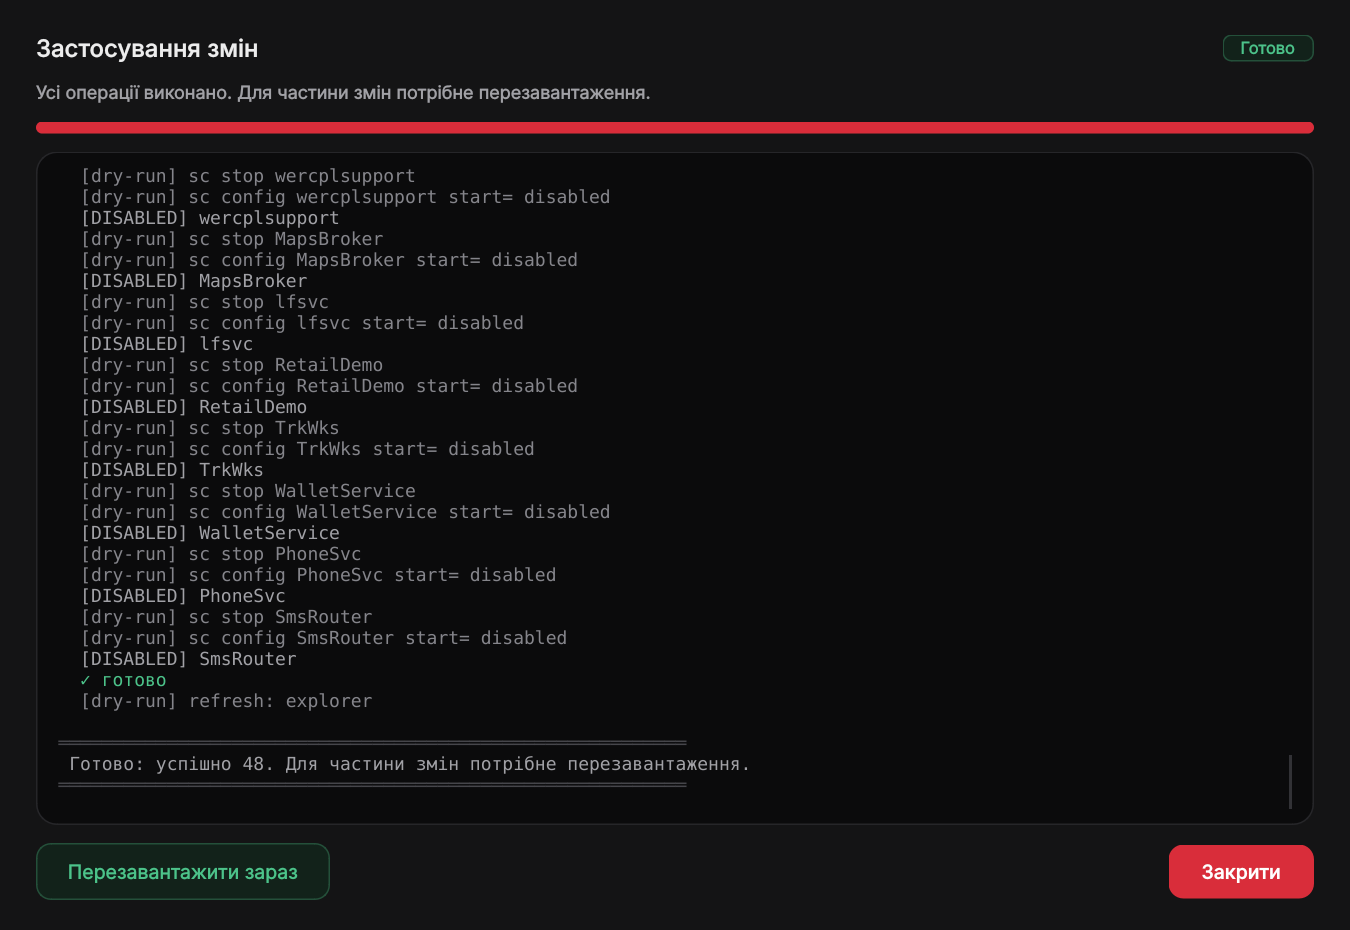 Застосування змін
Готово
Усі операції виконано. Для частини змін потрібне перезавантаження.
[dry-run] sc stop wercplsupport
[dry-run] sc config wercplsupport start= disabled
[DISABLED] wercplsupport
[dry-run] sc stop MapsBroker
[dry-run] sc config MapsBroker start= disabled
[DISABLED] MapsBroker
[dry-run] sc stop lfsvc
[dry-run] sc config lfsvc start= disabled
[DISABLED] lfsvc
[dry-run] sc stop RetailDemo
[dry-run] sc config RetailDemo start= disabled
[DISABLED] RetailDemo
[dry-run] sc stop TrkWks
[dry-run] sc config TrkWks start= disabled
[DISABLED] TrkWks
[dry-run] sc stop WalletService
[dry-run] sc config WalletService start= disabled
[DISABLED] WalletService
[dry-run] sc stop PhoneSvc
[dry-run] sc config PhoneSvc start= disabled
[DISABLED] PhoneSvc
[dry-run] sc stop SmsRouter
[dry-run] sc config SmsRouter start= disabled
[DISABLED] SmsRouter
✓ готово
[dry-run] refresh: explorer
Готово: успішно 48. Для частини змін потрібне перезавантаження.
Перезавантажити зараз
Закрити